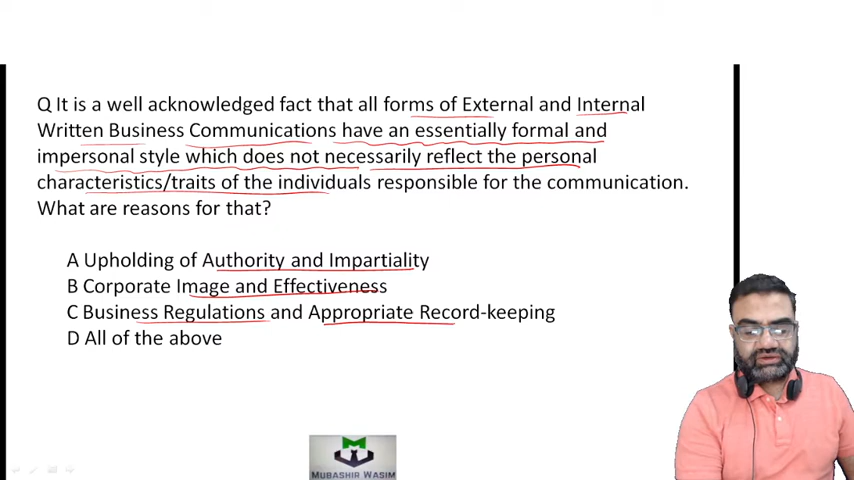 Q It is a well acknowledged fact that all forms of External and Internal
Written Business Communications have an essentially formal and
impersonal style which does not necessarily reflect the personal
characteristics/traits of the individuals responsible for the communication.
What are reasons for that?
A Upholding of Authority and Impartiality
B Corporate Image and Effectiveness
C Business Regulations and Appropriate Record-keeping
D All of the above
MUBASHIR WASIM